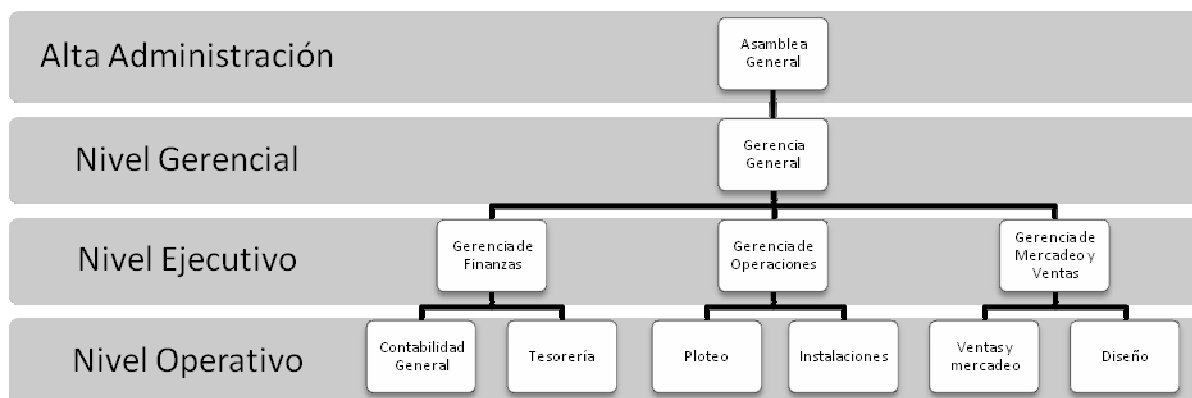 Alta Administración
Asamblea
General
Nivel Gerencial
Gerencia
General
Nivel Ejecutivo
Gerencia de
Finanzas
Gerencia de
Operaciones
Gerencia de
Mercadeo y
Ventas
Nivel Operativo
Contabilidad
General
Tesorería
Ploteo
Instalaciones
Ventas y
mercadeo
Diseño